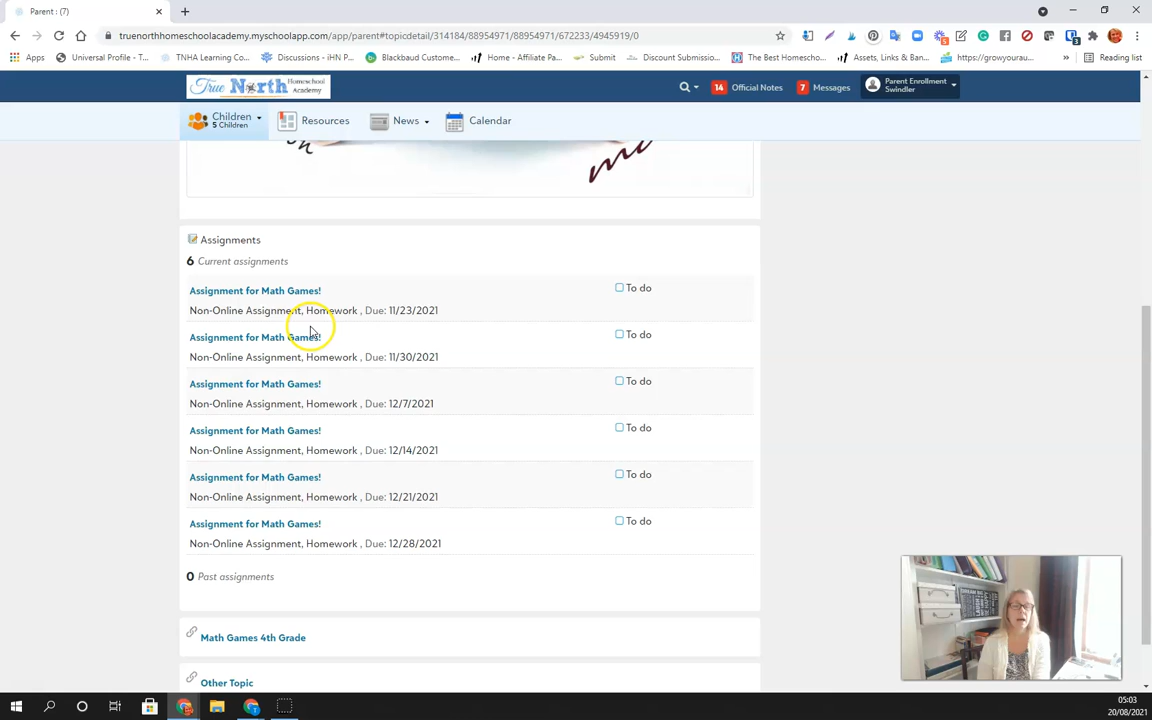 Parent : (7)
truenorthhomeschoolacademy.myschoolapp.com/app/parent#topicdetail/314184/88954971/88954971/672233/4945919/0
Apps Universal Profile - T... TNHA Learning Co... Discussions - iHN P... Blackbaud Custome... Home - Affiliate Pa... Submit Discount Submissio... The Best Homescho... Assets, Links & Ban... https://growyourau... » Reading list
True North Homeschool Academy
14 Official Notes 7 Messages Parent Enrollment Swindler
Children 5 Children Resources News Calendar
Assignments
6 Current assignments
Assignment for Math Games! To do
Non-Online Assignment, Homework , Due: 11/23/2021
Assignment for Math Games! To do
Non-Online Assignment, Homework , Due: 11/30/2021
Assignment for Math Games! To do
Non-Online Assignment, Homework , Due: 12/7/2021
Assignment for Math Games! To do
Non-Online Assignment, Homework , Due: 12/14/2021
Assignment for Math Games! To do
Non-Online Assignment, Homework , Due: 12/21/2021
Assignment for Math Games! To do
Non-Online Assignment, Homework , Due: 12/28/2021
0 Past assignments
Math Games 4th Grade
Other Topic
05:03
20/08/2021